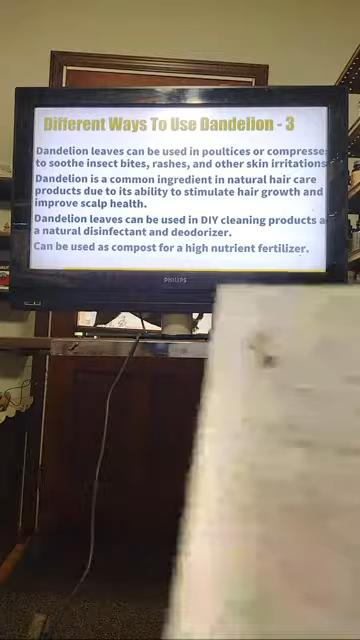 Different Ways To Use Dandelion - 3
Dandelion leaves can be used in poultices or compresse
to soothe insect bites, rashes, and other skin irritations
Dandelion is a common ingredient in natural hair care
products due to its ability to stimulate hair growth and
improve scalp health.
Dandelion leaves can be used in DIY cleaning products a
a natural disinfectant and deodorizer.
Can be used as compost for a high nutrient fertilizer.
PHILIPS